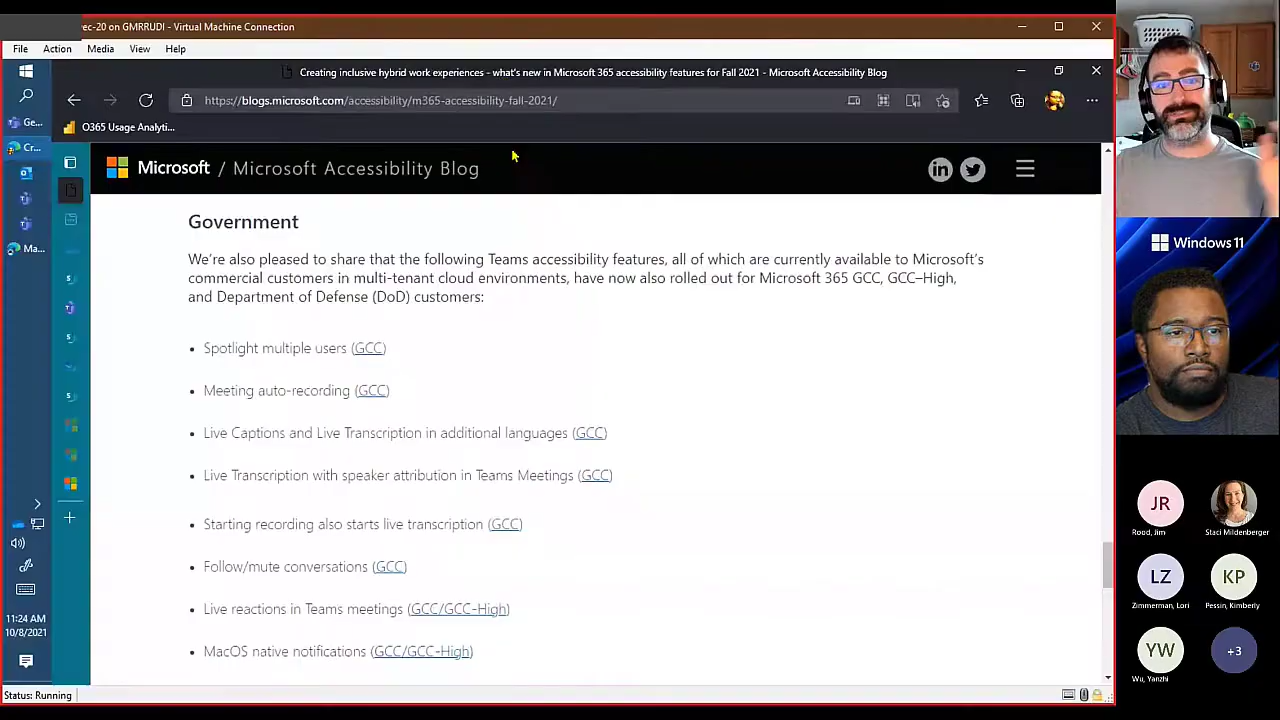 ec-20 on GMRRUDI - Virtual Machine Connection
File Action Media View Help
Creating inclusive hybrid work experiences - what's new in Microsoft 365 accessibility features for Fall 2021 - Microsoft Accessibility Blog
https://blogs.microsoft.com/accessibility/m365-accessibility-fall-2021/
Ge...
O365 Usage Analyti...
Cr...
Microsoft / Microsoft Accessibility Blog
Ma...
Government
We're also pleased to share that the following Teams accessibility features, all of which are currently available to Microsoft's
commercial customers in multi-tenant cloud environments, have now also rolled out for Microsoft 365 GCC, GCC–High,
and Department of Defense (DoD) customers:
• Spotlight multiple users (GCC)
• Meeting auto-recording (GCC)
• Live Captions and Live Transcription in additional languages (GCC)
• Live Transcription with speaker attribution in Teams Meetings (GCC)
• Starting recording also starts live transcription (GCC)
• Follow/mute conversations (GCC)
• Live reactions in Teams meetings (GCC/GCC-High)
• MacOS native notifications (GCC/GCC-High)
11:24 AM
10/8/2021
Status: Running
Windows 11
JR
Rood, Jim
Staci Mildenberger
LZ
Zimmerman, Lori
KP
Pessin, Kimberly
YW
Wu, Yanzhi
+3